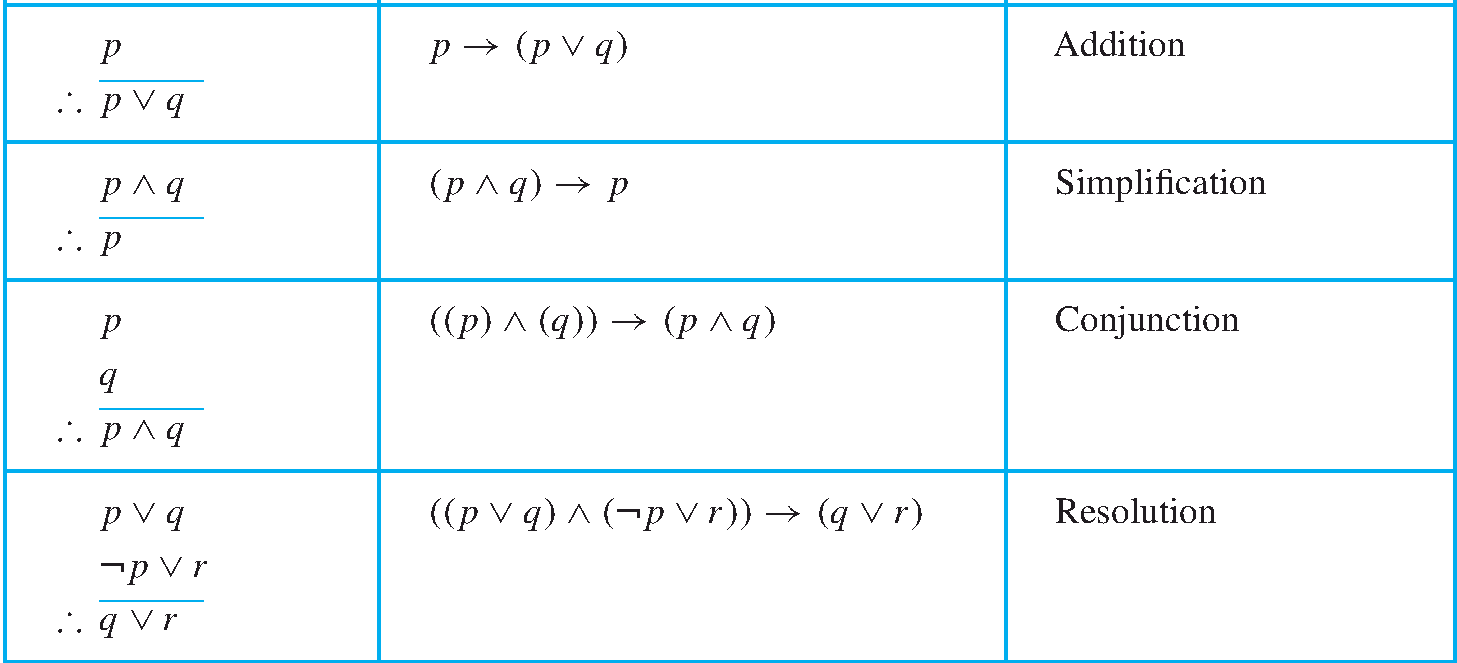 p p → (p ∨ q) Addition
∴ p ∨ q
p ∧ q (p ∧ q) → p Simplification
∴ p
p ((p) ∧ (q)) → (p ∧ q) Conjunction
q
∴ p ∧ q
p ∨ q ((p ∨ q) ∧ (¬p ∨ r)) → (q ∨ r) Resolution
¬p ∨ r
∴ q ∨ r